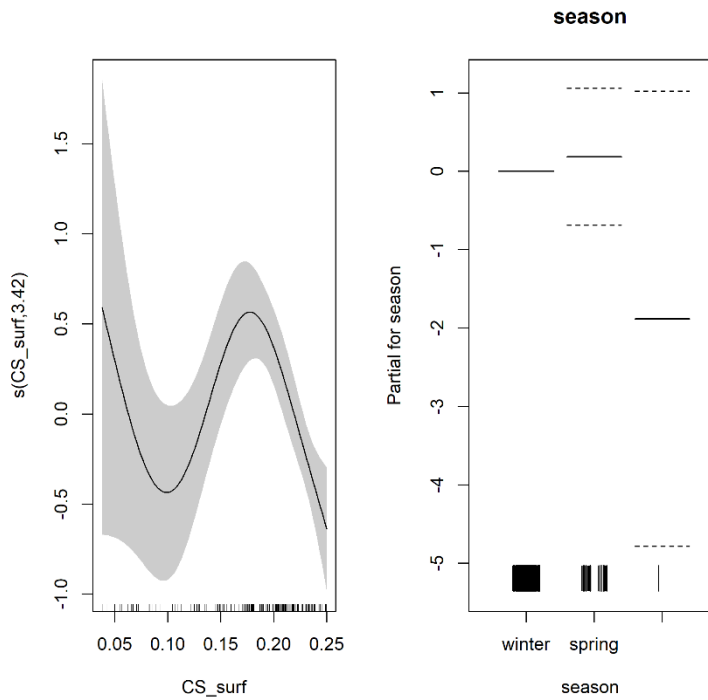 s(CS_surf,3.42)
1.5
1.0
0.5
0.0
-0.5
-1.0
0.05 0.10 0.15 0.20 0.25
CS_surf
season
Partial for season
1
0
-1
-2
-3
-4
-5
winter spring
season